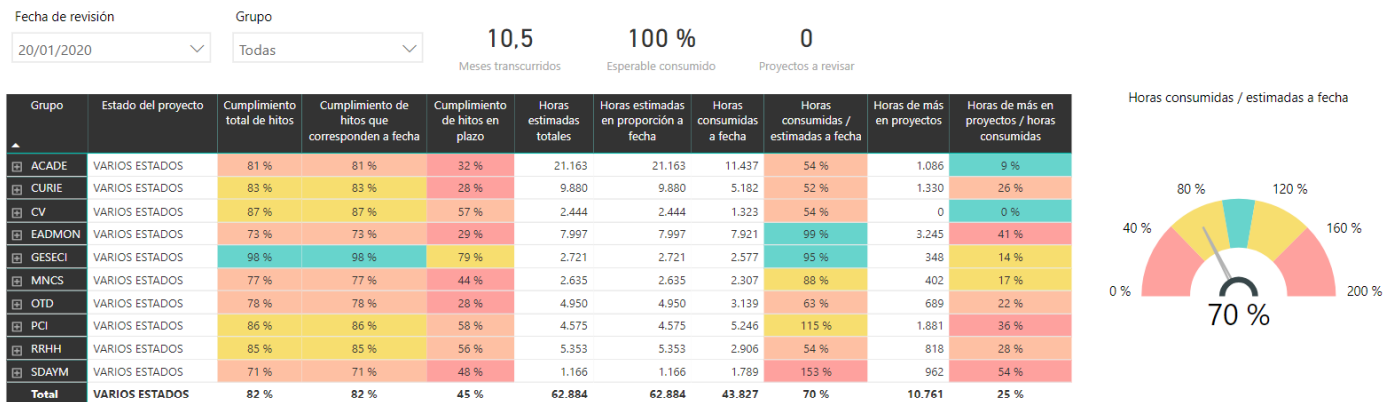 Fecha de revisión
Grupo
20/01/2020
Todas
10,5
Meses transcurridos
100 %
Esperable consumido
0
Proyectos a revisar
Grupo Estado del proyecto Cumplimiento total de hitos Cumplimiento de hitos que corresponden a fecha Cumplimiento de hitos en plazo Horas estimadas totales Horas estimadas en proporción a fecha Horas consumidas a fecha Horas consumidas / estimadas a fecha Horas de más en proyectos Horas de más en proyectos / horas consumidas
ACADE VARIOS ESTADOS 81 % 81 % 32 % 21.163 21.163 11.437 54 % 1.086 9 %
CURIE VARIOS ESTADOS 83 % 83 % 28 % 9.880 9.880 5.182 52 % 1.330 26 %
CV VARIOS ESTADOS 87 % 87 % 57 % 2.444 2.444 1.323 54 % 0 0 %
EADMON VARIOS ESTADOS 73 % 73 % 29 % 7.997 7.997 7.921 99 % 3.245 41 %
GESECI VARIOS ESTADOS 98 % 98 % 79 % 2.721 2.721 2.577 95 % 348 14 %
MNCS VARIOS ESTADOS 77 % 77 % 44 % 2.635 2.635 2.307 88 % 402 17 %
OTD VARIOS ESTADOS 78 % 78 % 28 % 4.950 4.950 3.139 63 % 689 22 %
PCI VARIOS ESTADOS 86 % 86 % 58 % 4.575 4.575 5.246 115 % 1.881 36 %
RRHH VARIOS ESTADOS 85 % 85 % 56 % 5.353 5.353 2.906 54 % 818 28 %
SDAYM VARIOS ESTADOS 71 % 71 % 48 % 1.166 1.166 1.789 153 % 962 54 %
Total VARIOS ESTADOS 82 % 82 % 45 % 62.884 62.884 43.827 70 % 10.761 25 %
Horas consumidas / estimadas a fecha
0 %
40 %
80 %
120 %
160 %
200 %
70 %